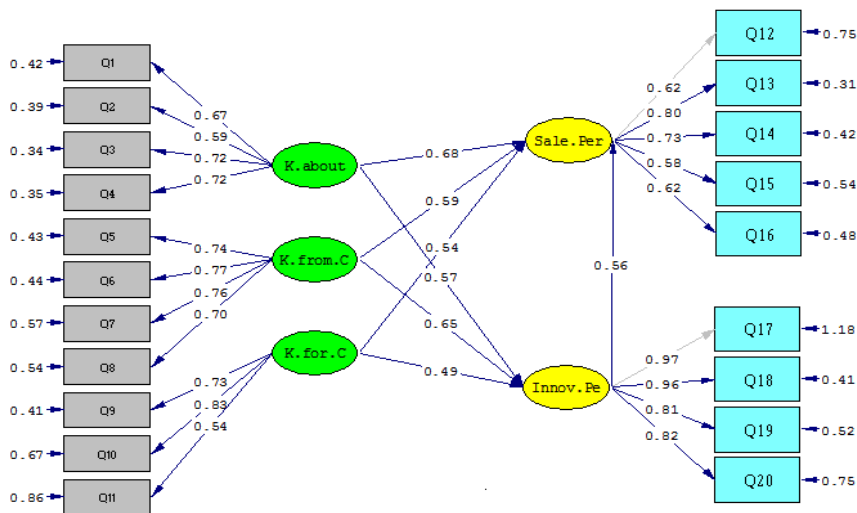 0.42 Q1
0.39 Q2
0.34 Q3
0.35 Q4
0.43 Q5
0.44 Q6
0.57 Q7
0.54 Q8
0.41 Q9
0.67 Q10
0.86 Q11
0.67
0.59
0.72
0.72
0.74
0.77
0.76
0.70
0.73
0.83
0.54
K.about
K.from.C
K.for.C
0.68
0.59
0.54
0.57
0.65
0.49
Sale.Per
0.56
Innov.Pe
0.62
0.80
0.73
0.58
0.62
0.97
0.96
0.81
0.82
Q12 0.75
Q13 0.31
Q14 0.42
Q15 0.54
Q16 0.48
Q17 1.18
Q18 0.41
Q19 0.52
Q20 0.75